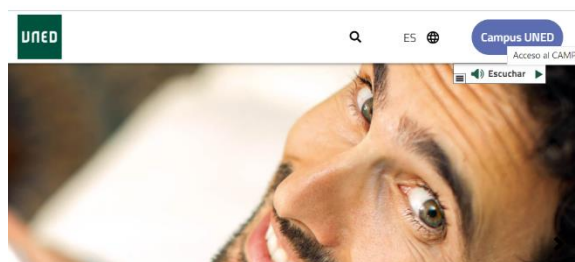 UNED
ES
Campus UNED
Acceso al CAMP
Escuchar